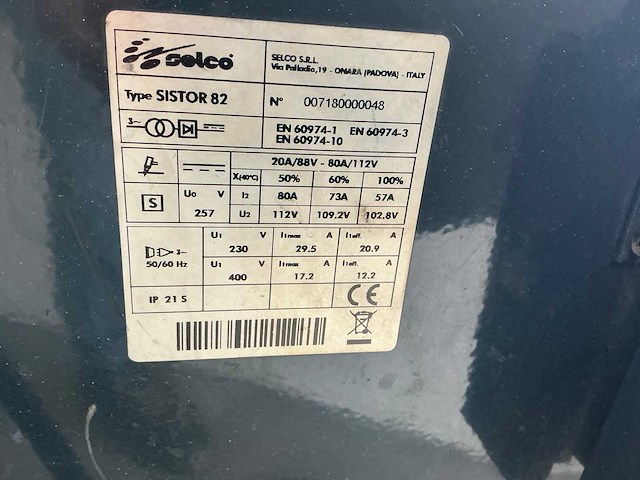 selco
SELCO S.R.L.
Via Palladio,19 - ONARA (PADOVA) - ITALY
Type SISTOR 82
N° 007180000048
3~
EN 60974-1 EN 60974-3
EN 60974-10
20A/88V - 80A/112V
X(40°C) 50% 60% 100%
S
U0 V
257
I2 80A 73A 57A
U2 112V 109.2V 102.8V
3~
50/60 Hz
U1 V
230
I1max A
29.5
I1eff. A
20.9
U1 V
400
I1max A
17.2
I1eff. A
12.2
IP 21 S
CE